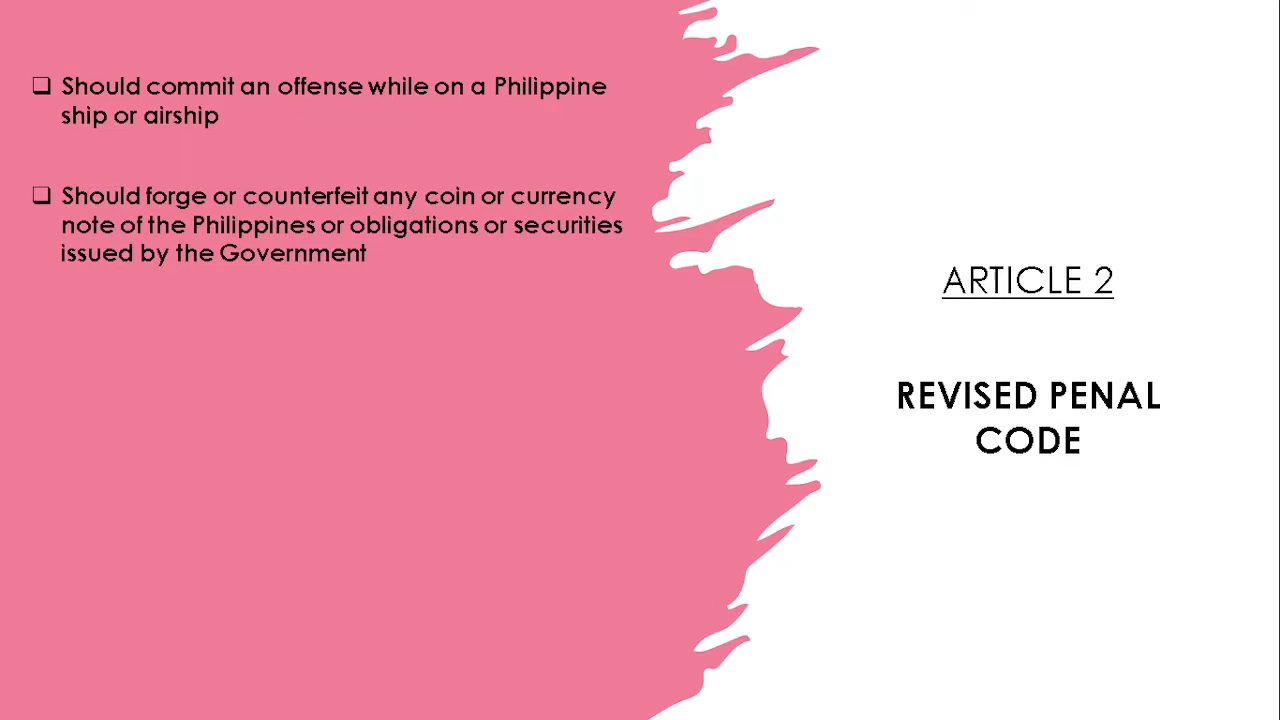 ❑ Should commit an offense while on a Philippine
ship or airship
❑ Should forge or counterfeit any coin or currency
note of the Philippines or obligations or securities
issued by the Government
ARTICLE 2
REVISED PENAL
CODE